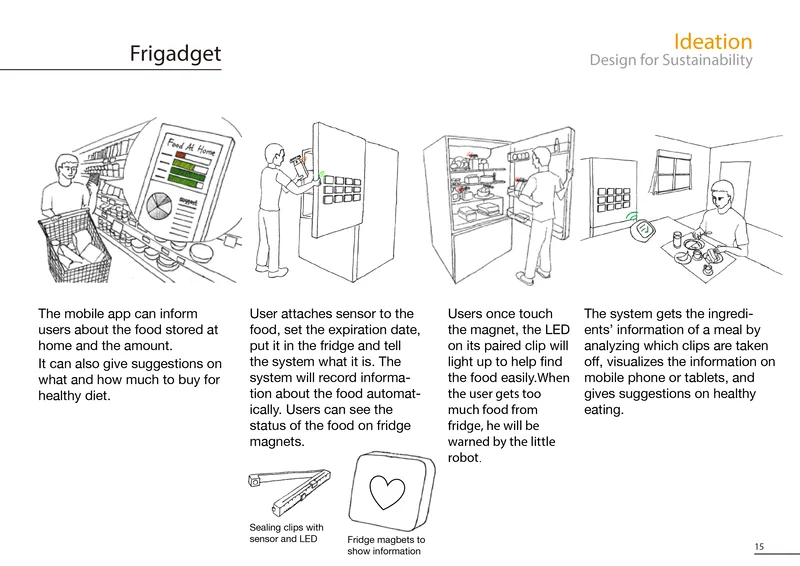 Frigadget
Ideation
Design for Sustainability
Food At Home
suggest
The mobile app can inform
users about the food stored at
home and the amount.
It can also give suggestions on
what and how much to buy for
healthy diet.
User attaches sensor to the
food, set the expiration date,
put it in the fridge and tell
the system what it is. The
system will record informa-
tion about the food automat-
ically. Users can see the
status of the food on fridge
magnets.
Users once touch
the magnet, the LED
on its paired clip will
light up to help find
the food easily.When
the user gets too
much food from
fridge, he will be
warned by the little
robot.
The system gets the ingredi-
ents’ information of a meal by
analyzing which clips are taken
off, visualizes the information on
mobile phone or tablets, and
gives suggestions on healthy
eating.
Sealing clips with
sensor and LED
Fridge magbets to
show information
15